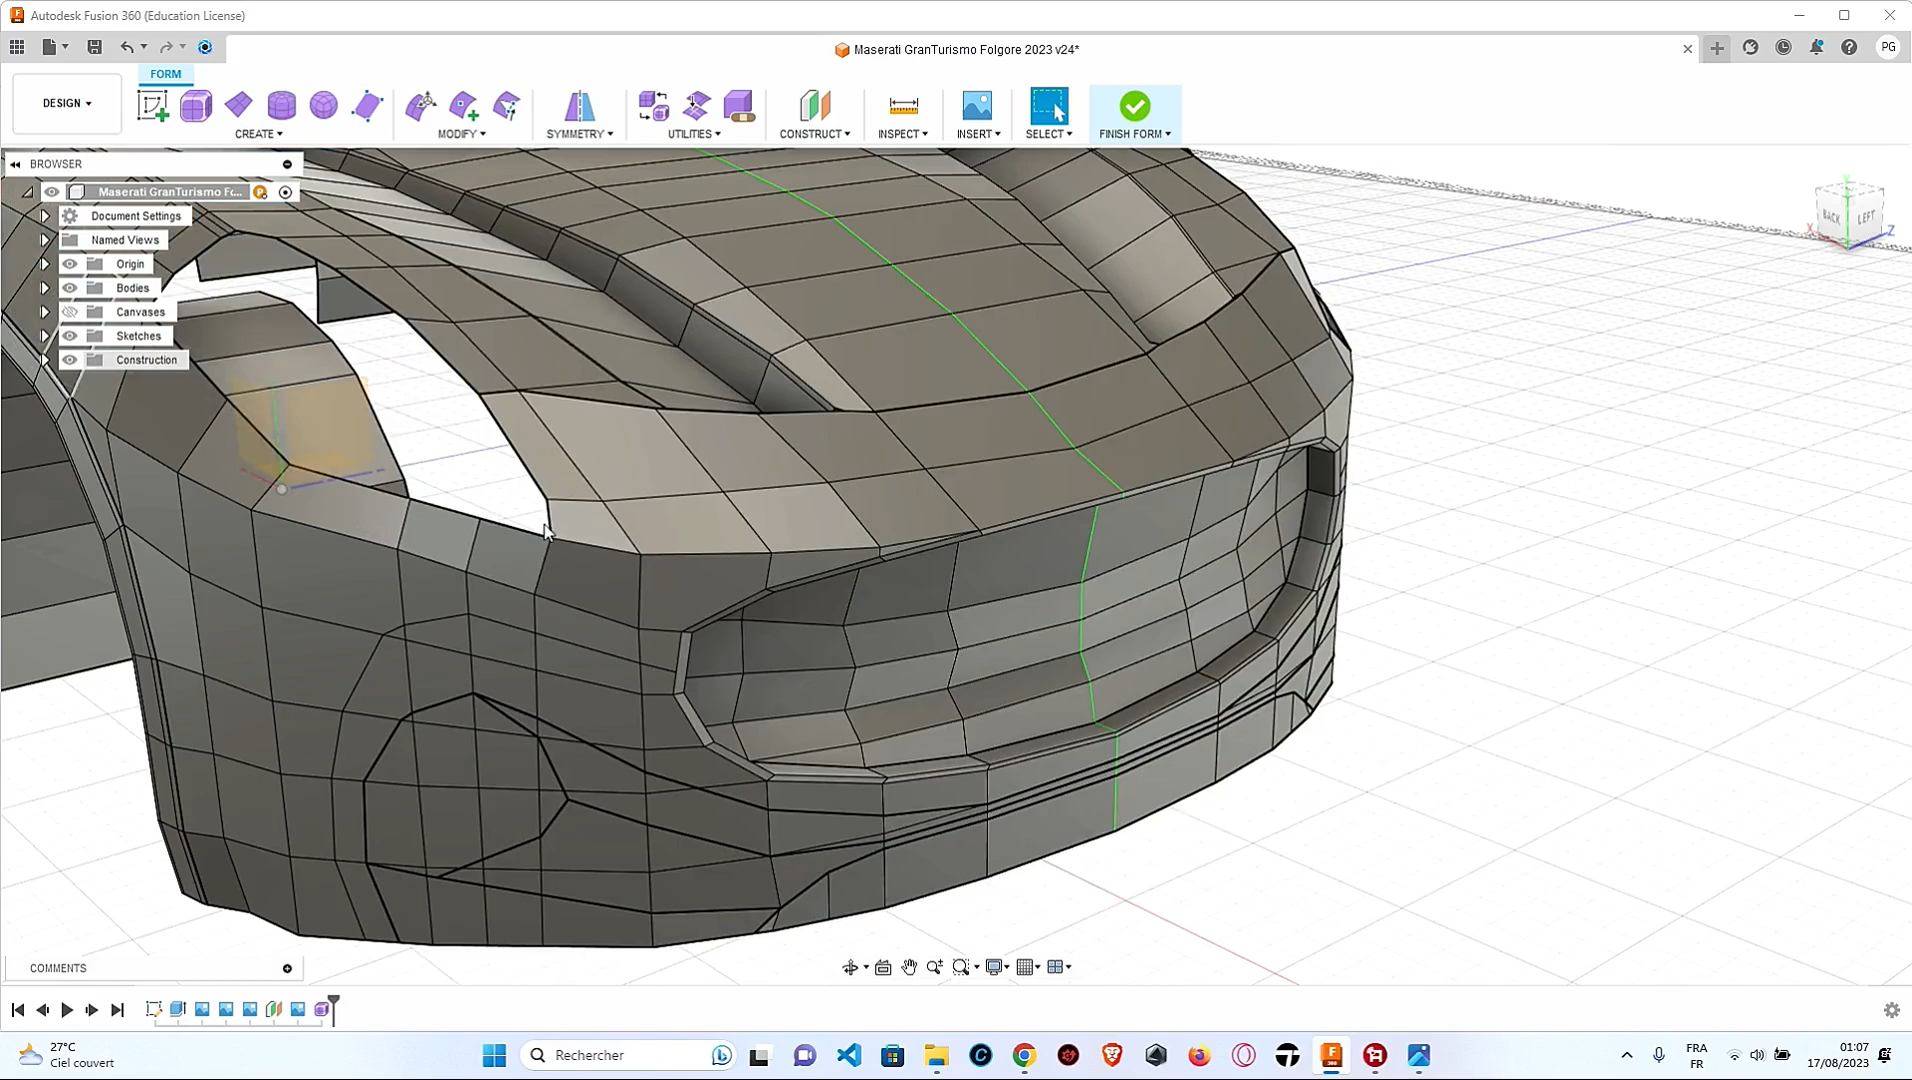 Autodesk Fusion 360 (Education License)
Maserati GranTurismo Folgore 2023 v24*
PG
FORM
DESIGN
CREATE
MODIFY
SYMMETRY
UTILITIES
CONSTRUCT
INSPECT
INSERT
SELECT
FINISH FORM
BROWSER
Maserati GranTurismo Fc...
Document Settings
Named Views
Origin
Bodies
Canvases
Sketches
Construction
Y
BACK
LEFT
X
Z
COMMENTS
27°C
Ciel couvert
Rechercher
FRA
FR
01:07
17/08/2023